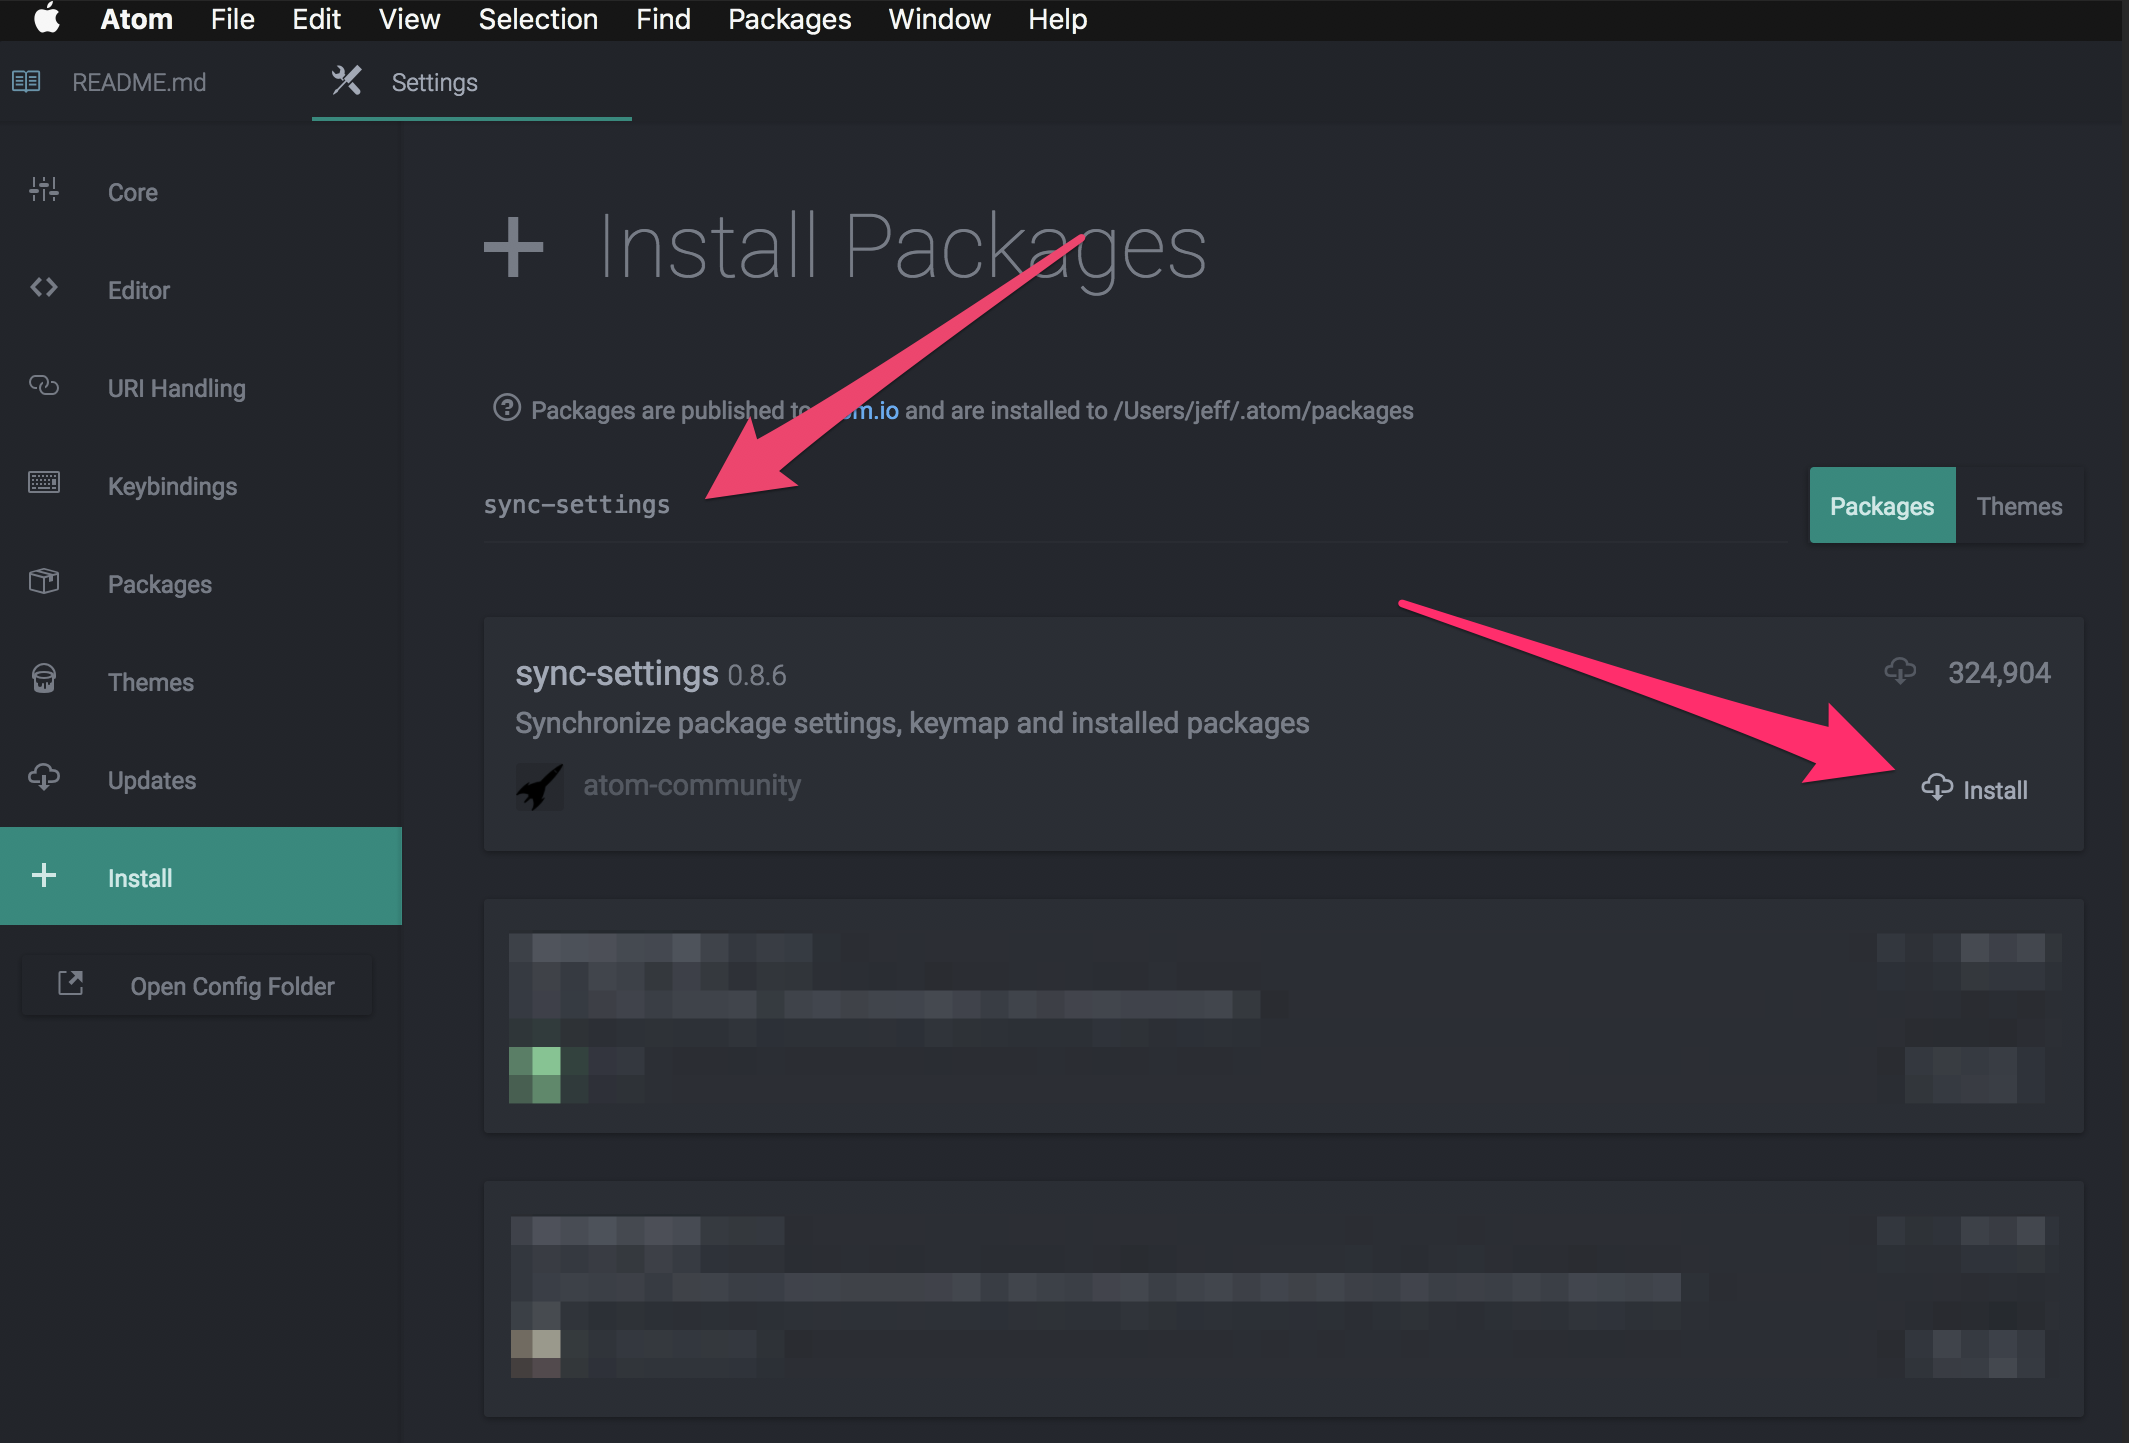 Atom File Edit View Selection Find Packages Window Help
README.md
Settings
Core
Editor
URI Handling
Keybindings
Packages
Themes
Updates
Install
Open Config Folder
Install Packages
Packages are published to and are installed to /Users/jeff/.atom/packages
sync-settings
Packages
Themes
sync-settings 0.8.6
324,904
Synchronize package settings, keymap and installed packages
atom-community
Install